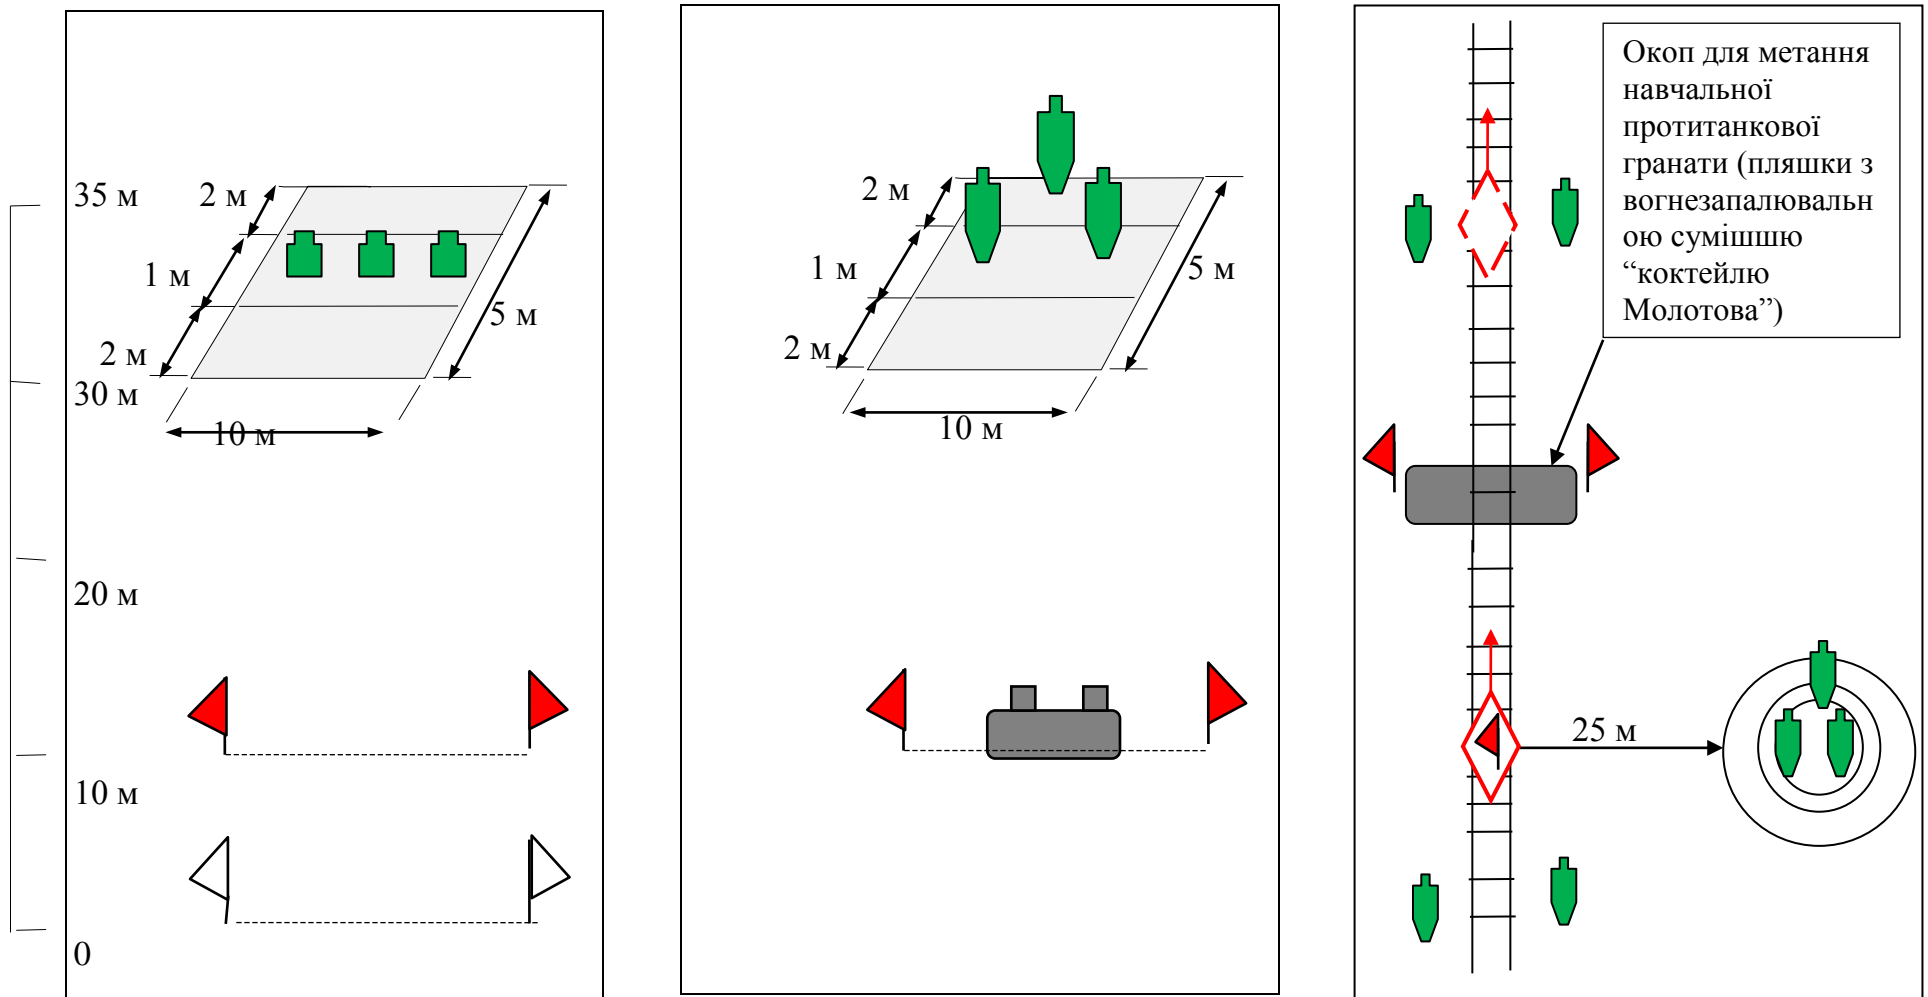 35 м
2 м
1 м
5 м
2 м
30 м
10 м
20 м
10 м
0
2 м
1 м
5 м
2 м
10 м
Окоп для метання
навчальної
протитанкової
гранати (пляшки з
вогнезапалювальн
ою сумішшю
“коктейлю
Молотова”)
25 м